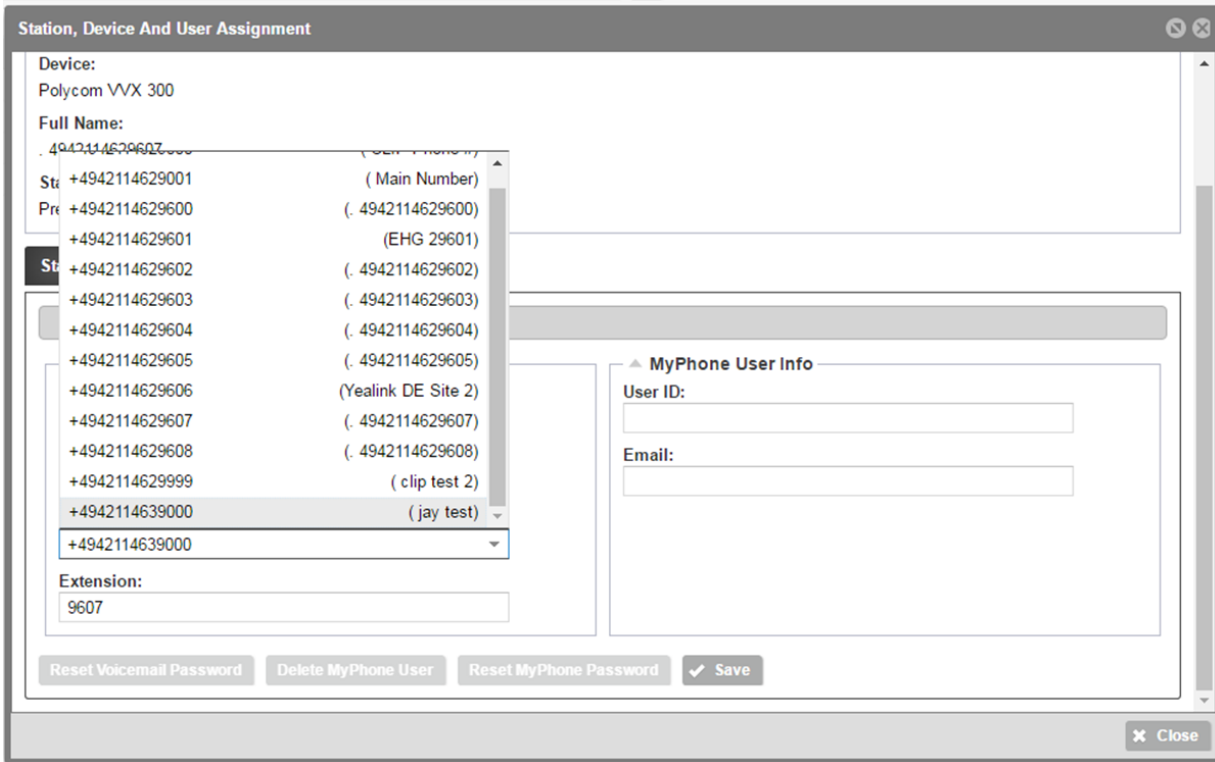 Station, Device And User Assignment
Device:
Polycom VVX 300
Full Name:
. 4942114629607
+4942114629001 ( Main Number)
+4942114629600 (. 4942114629600)
+4942114629601 (EHG 29601)
+4942114629602 (. 4942114629602)
+4942114629603 (. 4942114629603)
+4942114629604 (. 4942114629604)
+4942114629605 (. 4942114629605)
+4942114629606 (Yealink DE Site 2)
+4942114629607 (. 4942114629607)
+4942114629608 (. 4942114629608)
+4942114629999 ( clip test 2)
+4942114639000 ( jay test)
+4942114639000
Extension:
9607
MyPhone User Info
User ID:
Email:
Reset Voicemail Password Delete MyPhone User Reset MyPhone Password Save
Close